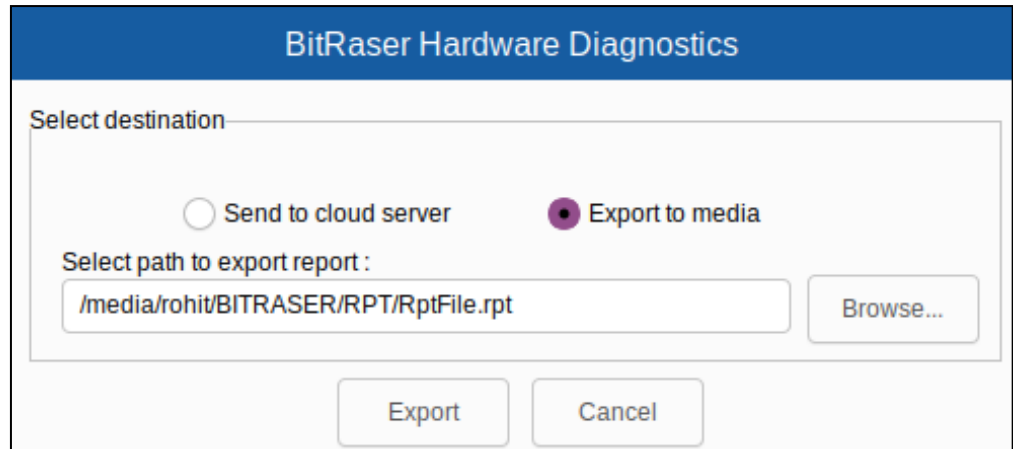 BitRaser Hardware Diagnostics
Select destination
Send to cloud server Export to media
Select path to export report :
/media/rohit/BITRASER/RPT/RptFile.rpt Browse...
Export Cancel